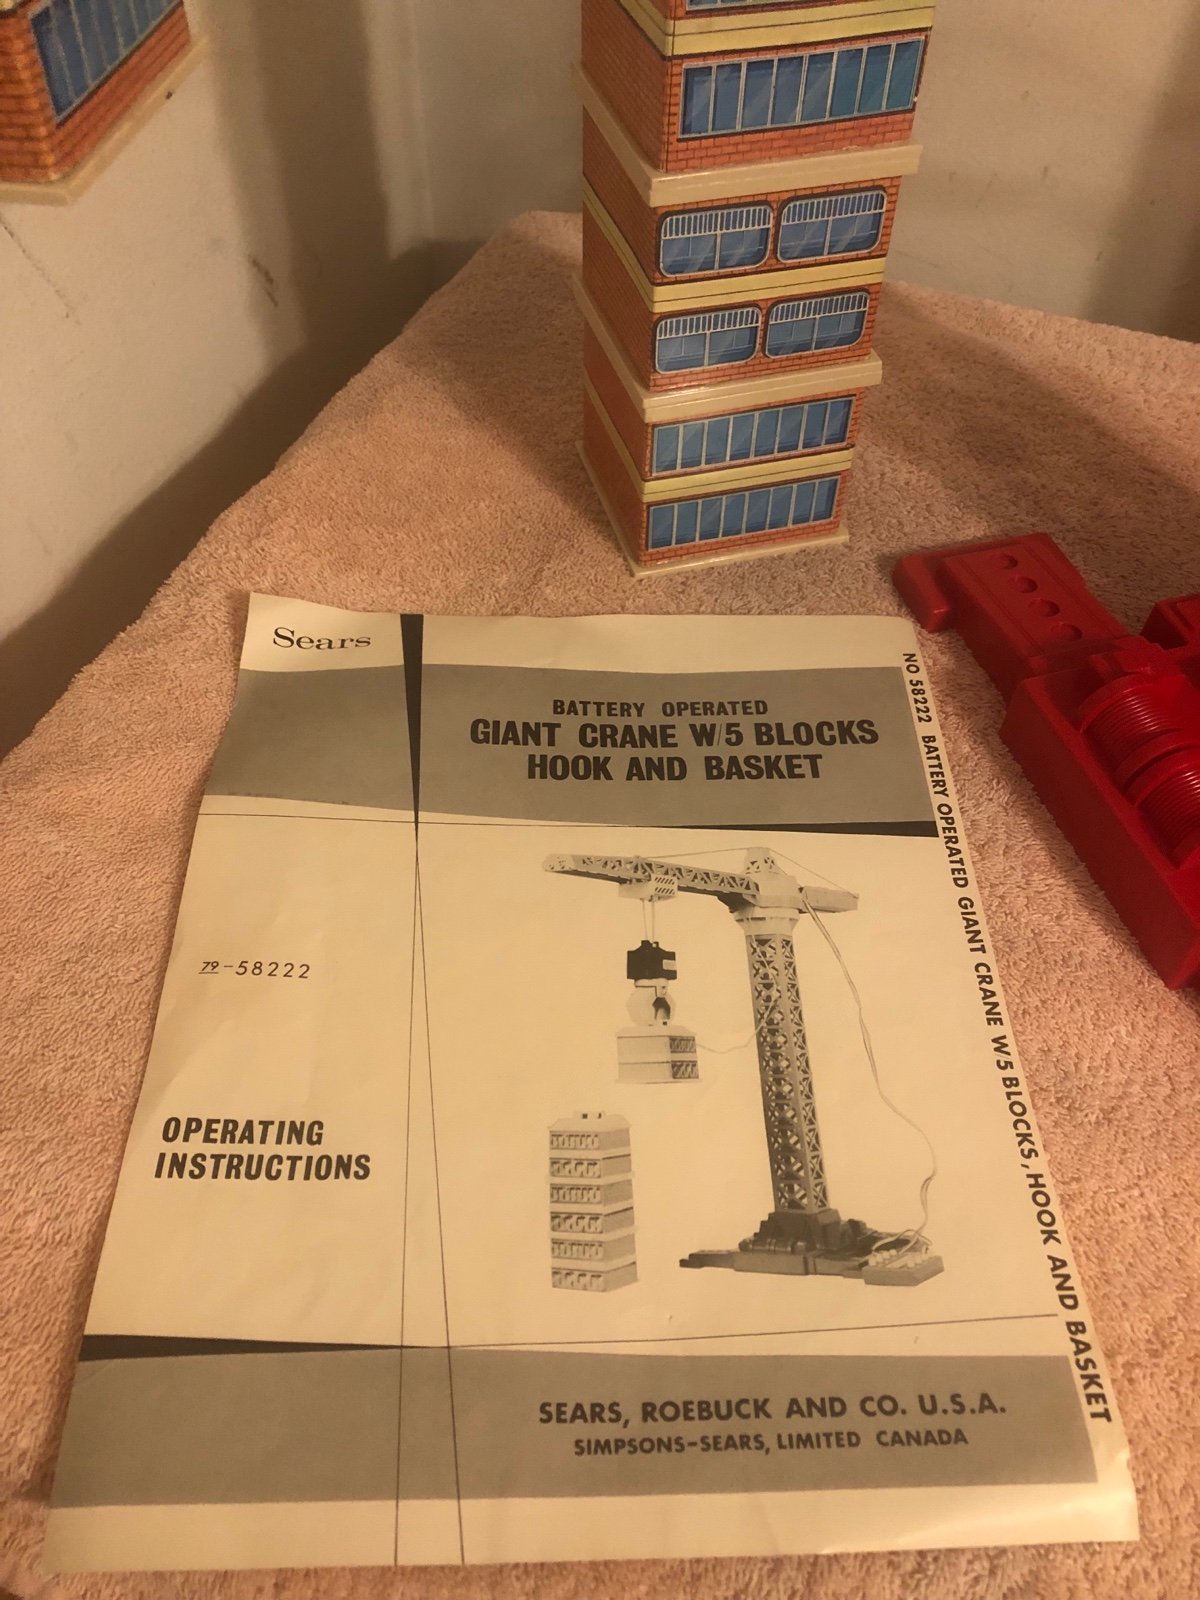 Sears
BATTERY OPERATED
GIANT CRANE W/5 BLOCKS
HOOK AND BASKET
79-58222
OPERATING
INSTRUCTIONS
SEARS, ROEBUCK AND CO. U.S.A.
SIMPSONS-SEARS, LIMITED CANADA
NO 58222 BATTERY OPERATED GIANT CRANE W/5 BLOCKS, HOOK AND BASKET